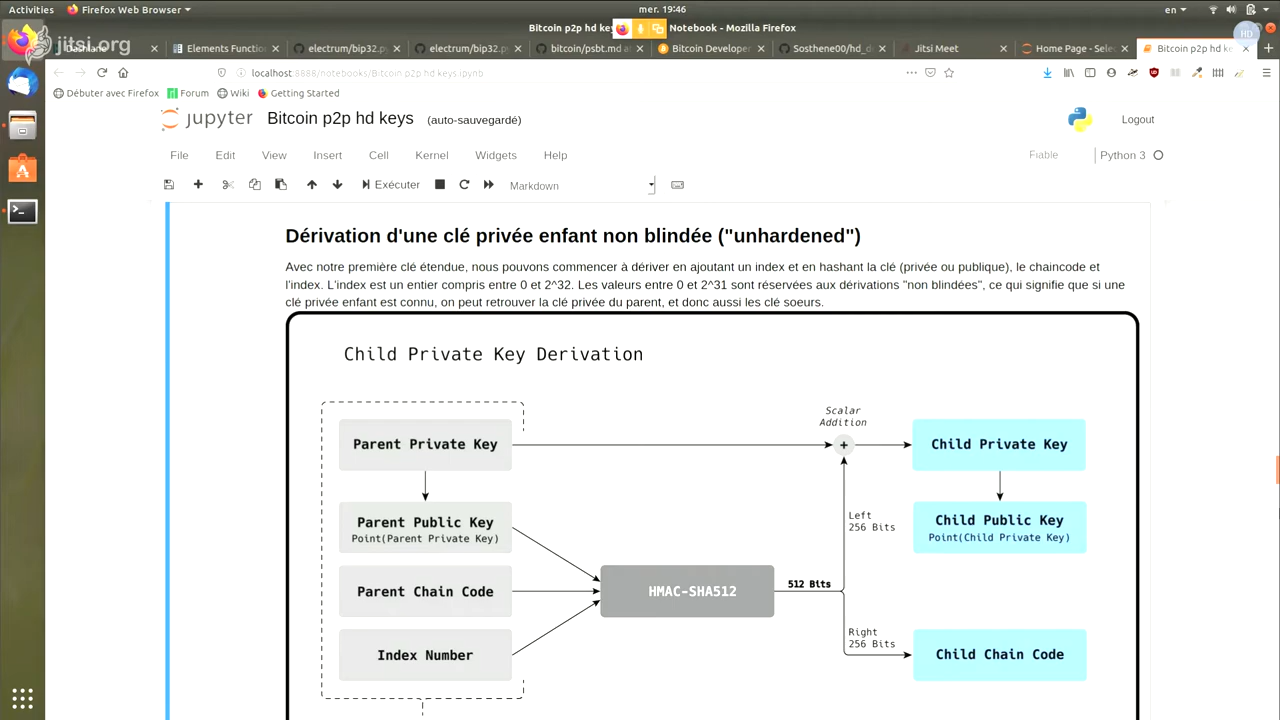 Activities
Firefox Web Browser
mer. 19:46
en
Bitcoin p2p hd key
Notebook - Mozilla Firefox
jitsi.org
HD
Elements Function
electrum/bip32.p
electrum/bip32.p
bitcoin/psbt.md a
Bitcoin Developer
Sosthene00/hd_d
Jitsi Meet
Home Page - Sele
Bitcoin p2p hd ke
localhost:8888/notebooks/Bitcoin p2p hd keys.ipynb
Débuter avec Firefox
Forum
Wiki
Getting Started
jupyter
Bitcoin p2p hd keys
(auto-sauvegardé)
Logout
File
Edit
View
Insert
Cell
Kernel
Widgets
Help
Fiable
Python 3
Exécuter
Markdown
Dérivation d'une clé privée enfant non blindée ("unhardened")
Avec notre première clé étendue, nous pouvons commencer à dériver en ajoutant un index et en hashant la clé (privée ou publique), le chaincode et
l'index. L'index est un entier compris entre 0 et 2^32. Les valeurs entre 0 et 2^31 sont réservées aux dérivations "non blindées", ce qui signifie que si une
clé privée enfant est connu, on peut retrouver la clé privée du parent, et donc aussi les clé soeurs.
Child Private Key Derivation
Scalar
Addition
Parent Private Key
+
Child Private Key
Parent Public Key
Point(Parent Private Key)
Left
256 Bits
Child Public Key
Point(Child Private Key)
Parent Chain Code
HMAC-SHA512
512 Bits
Index Number
Right
256 Bits
Child Chain Code